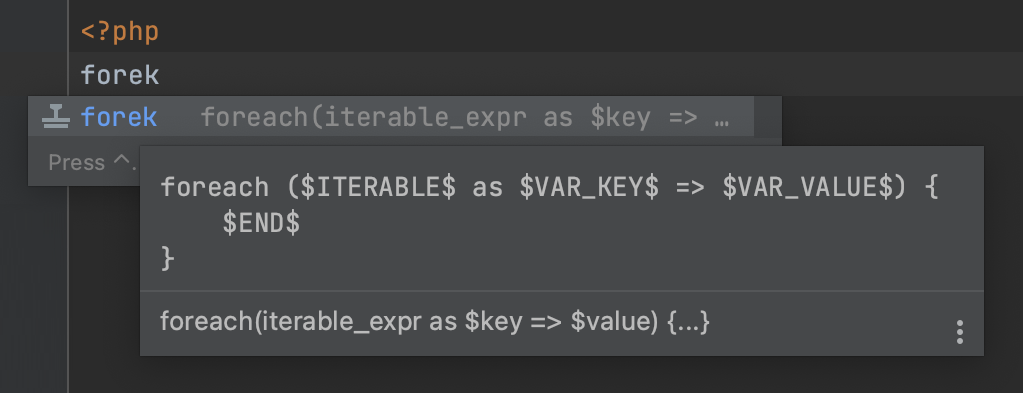 <?php
forek
forek foreach(iterable_expr as $key => …
Press ^.
foreach ($ITERABLE$ as $VAR_KEY$ => $VAR_VALUE$) {
$END$
}
foreach(iterable_expr as $key => $value) {...}